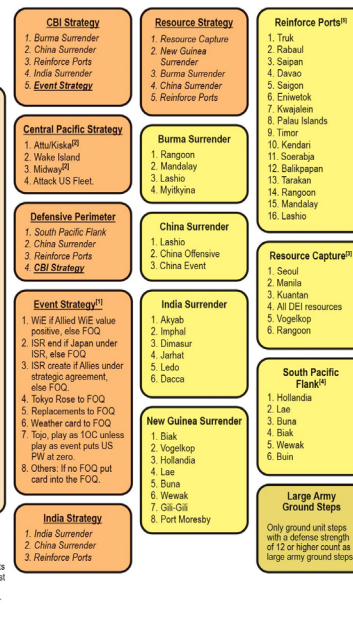 CBI Strategy
1. Burma Surrender
2. China Surrender
3. Reinforce Ports
4. India Surrender
5. Event Strategy
Central Pacific Strategy
1. Attu/Kiska[2]
2. Wake Island
3. Midway[2]
4. Attack US Fleet.
Defensive Perimeter
1. South Pacific Flank
2. China Surrender
3. Reinforce Ports
4. CBI Strategy
Event Strategy[1]
1. WiE if Allied WiE value
positive, else FOQ
2. ISR end if Japan under
ISR, else FOQ
3. ISR create if Allies under
strategic agreement,
else FOQ.
4. Tokyo Rose to FOQ
5. Replacements to FOQ
6. Weather card to FOQ
7. Tojo, play as 1OC unless
play as event puts US
PW at zero.
8. Others: If no FOQ put
card into the FOQ.
India Strategy
1. India Surrender
2. China Surrender
3. Reinforce Ports
Resource Strategy
1. Resource Capture
2. New Guinea
Surrender
3. Burma Surrender
4. China Surrender
5. Reinforce Ports
Burma Surrender
1. Rangoon
2. Mandalay
3. Lashio
4. Myitkyina
China Surrender
1. Lashio
2. China Offensive
3. China Event
India Surrender
1. Akyab
2. Imphal
3. Dimasur
4. Jarhat
5. Ledo
6. Dacca
New Guinea Surrender
1. Biak
2. Vogelkop
3. Hollandia
4. Lae
5. Buna
6. Wewak
7. Gili-Gili
8. Port Moresby
Reinforce Ports[5]
1. Truk
2. Rabaul
3. Saipan
4. Davao
5. Saigon
6. Eniwetok
7. Kwajalein
8. Palau Islands
9. Timor
10. Kendari
11. Soerabja
12. Balikpapan
13. Tarakan
14. Rangoon
15. Mandalay
16. Lashio
Resource Capture[3]
1. Seoul
2. Manila
3. Kuantan
4. All DEI resources
5. Vogelkop
6. Rangoon
South Pacific
Flank[4]
1. Hollandia
2. Lae
3. Buna
4. Biak
5. Wewak
6. Buin
Large Army
Ground Steps
Only ground unit steps
with a defense strength
of 12 or higher count as
large army ground steps